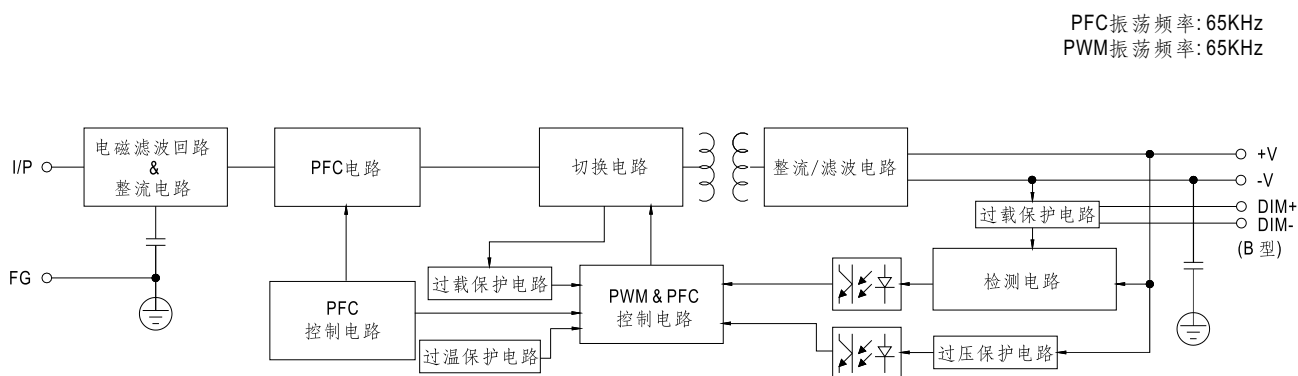 PFC振荡频率: 65KHz
PWM振荡频率: 65KHz
I/P
电磁滤波回路
&
整流电路
PFC电路
切换电路
整流/滤波电路
+V
-V
DIM+
DIM-
(B 型)
过载保护电路
FG
过载保护电路
PFC
控制电路
PWM & PFC
控制电路
检测电路
过温保护电路
过压保护电路